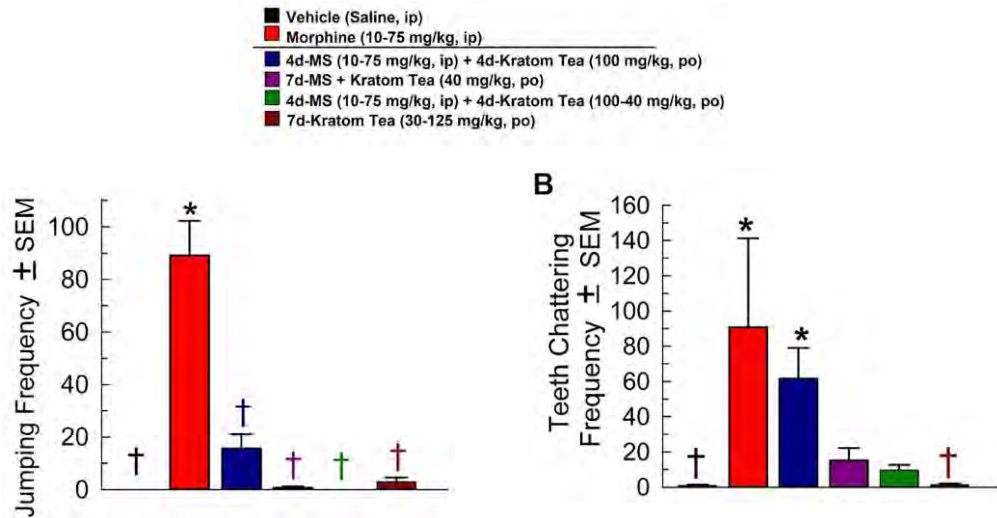 Vehicle (Saline, ip)
Morphine (10-75 mg/kg, ip)
4d-MS (10-75 mg/kg, ip) + 4d-Kratom Tea (100 mg/kg, po)
7d-MS + Kratom Tea (40 mg/kg, po)
4d-MS (10-75 mg/kg, ip) + 4d-Kratom Tea (100-40 mg/kg, po)
7d-Kratom Tea (30-125 mg/kg, po)
Jumping Frequency ± SEM
100
80
60
40
20
0
*
†
†
†
†
†
B
Teeth Chattering
Frequency ± SEM
160
140
120
100
80
60
40
20
0
*
*
†
†